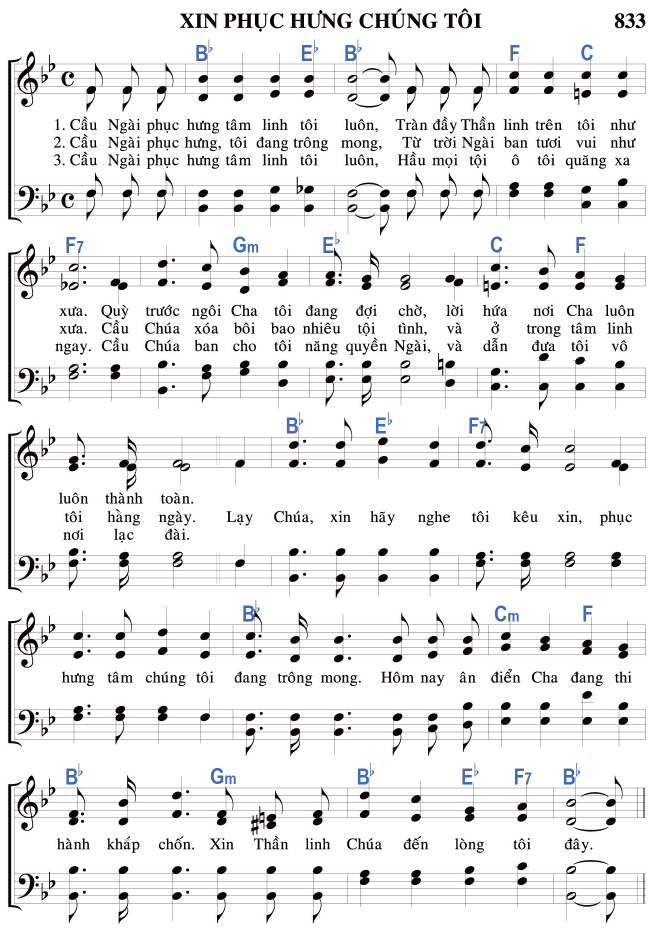 XIN PHỤC HƯNG CHÚNG TÔI 833
B♭ E♭ B♭ F C
1. Cầu Ngài phục hưng tâm linh tôi luôn, Tràn đầy Thần linh trên tôi như
2. Cầu Ngài phục hưng, tôi đang trông mong, Từ trời Ngài ban tươi vui như
3. Cầu Ngài phục hưng tâm linh tôi luôn, Hầu mọi tội ô tôi quăng xa
F7 Gm E♭ C F
xưa. Quỳ trước ngôi Cha tôi đang đợi chờ, lời hứa nơi Cha luôn
xưa. Cầu Chúa xóa bôi bao nhiêu tội tình, và ở trong tâm linh
ngay. Cầu Chúa ban cho tôi năng quyền Ngài, và dẫn đưa tôi vô
B♭ E♭ F7
luôn thành toàn.
tôi hàng ngày. Lạy Chúa, xin hãy nghe tôi kêu xin, phục
nơi lạc đài.
B♭ Cm F
hưng tâm chúng tôi đang trông mong. Hôm nay ân điển Cha đang thi
B♭ Gm B♭ E♭ F7 B♭
hành khắp chốn. Xin Thần linh Chúa đến lòng tôi đây.